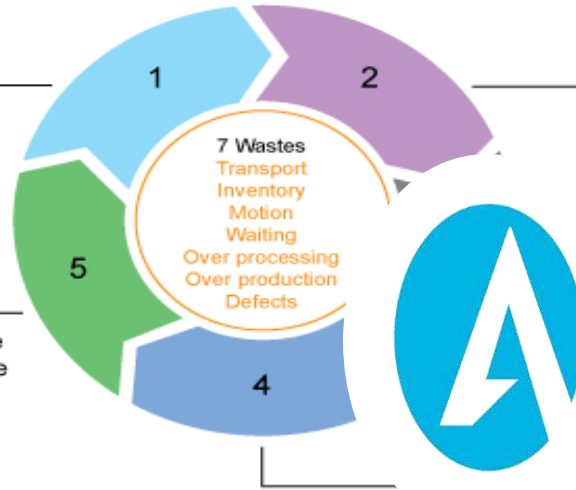 1
2
7 Wastes
Transport
Inventory
Motion
Waiting
Over processing
Over production
Defects
5
4